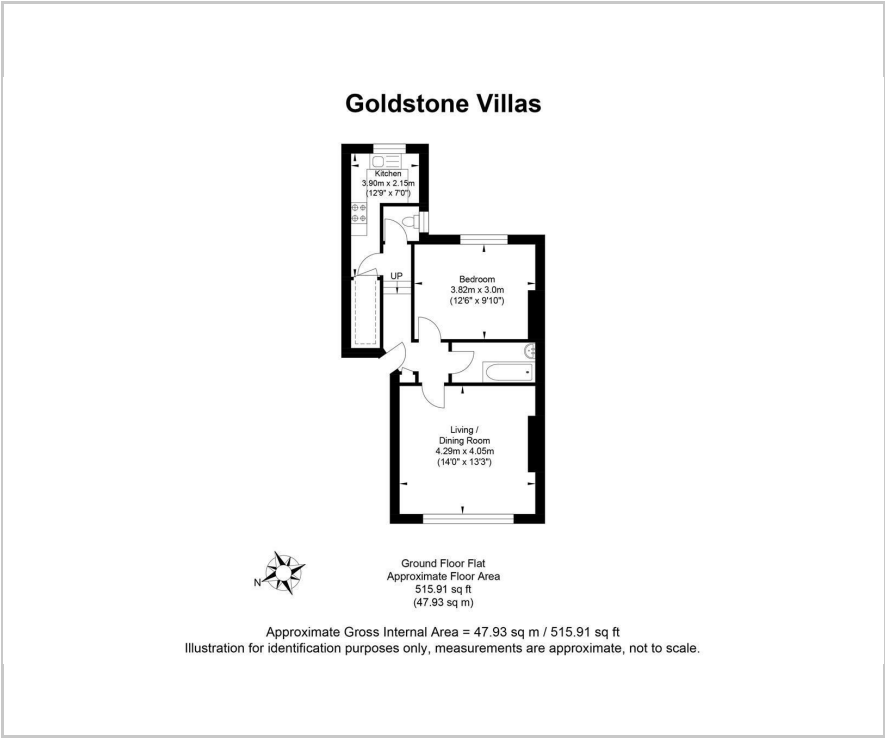 Goldstone Villas
Kitchen
3.90m x 2.15m
(12'9" x 7'0")
UP
Bedroom
3.82m x 3.0m
(12'6" x 9'10")
Living /
Dining Room
4.29m x 4.05m
(14'0" x 13'3")
N
Ground Floor Flat
Approximate Floor Area
515.91 sq ft
(47.93 sq m)
Approximate Gross Internal Area = 47.93 sq m / 515.91 sq ft
Illustration for identification purposes only, measurements are approximate, not to scale.